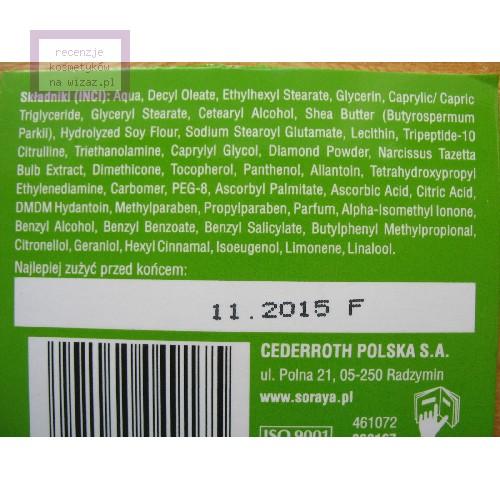 recenzje
kosmetyków
na wizaz.pl
Składniki (INCI): Aqua, Decyl Oleate, Ethylhexyl Stearate, Glycerin, Caprylic/ Capric
Triglyceride, Glyceryl Stearate, Cetearyl Alcohol, Shea Butter (Butyrospermum
Parkii), Hydrolyzed Soy Flour, Sodium Stearoyl Glutamate, Lecithin, Tripeptide-10
Citrulline, Triethanolamine, Caprylyl Glycol, Diamond Powder, Narcissus Tazetta
Bulb Extract, Dimethicone, Tocopherol, Panthenol, Allantoin, Tetrahydroxypropyl
Ethylenediamine, Carbomer, PEG-8, Ascorbyl Palmitate, Ascorbic Acid, Citric Acid,
DMDM Hydantoin, Methylparaben, Propylparaben, Parfum, Alpha-Isomethyl Ionone,
Benzyl Alcohol, Benzyl Benzoate, Benzyl Salicylate, Butylphenyl Methylpropional,
Citronellol, Geraniol, Hexyl Cinnamal, Isoeugenol, Limonene, Linalool.
Najlepiej zużyć przed końcem:
11.2015 F
CEDERROTH POLSKA S.A.
ul. Polna 21, 05-250 Radzymin
www.soraya.pl
461072
ISO 9001